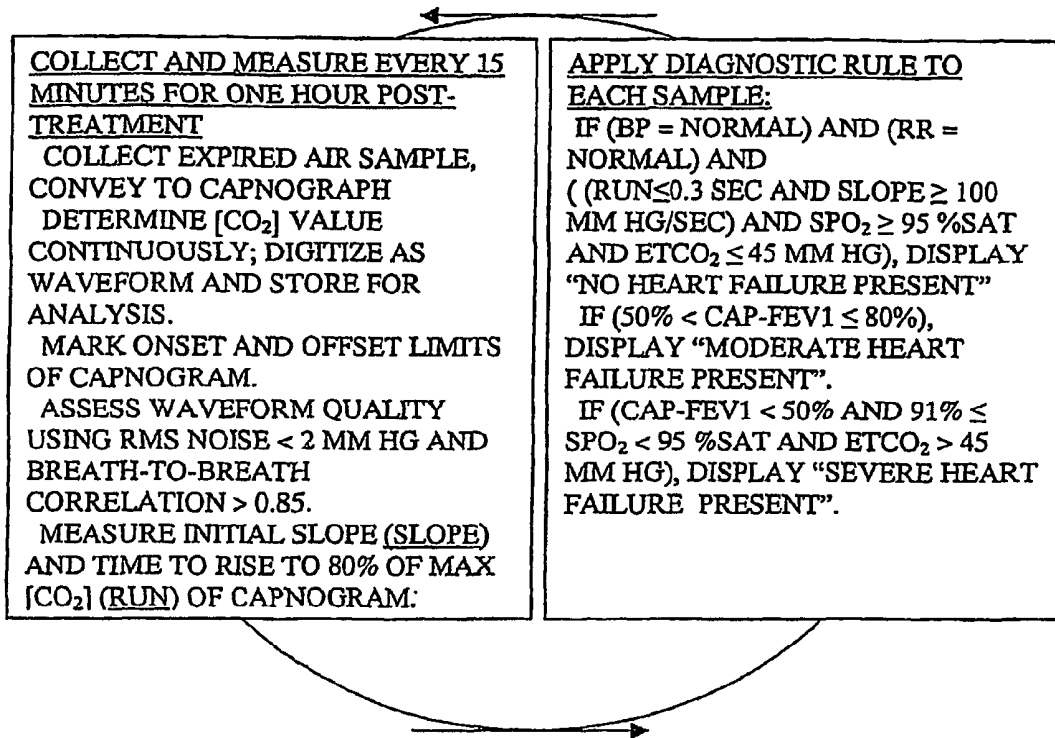 COLLECT AND MEASURE EVERY 15
MINUTES FOR ONE HOUR POST-
TREATMENT
COLLECT EXPIRED AIR SAMPLE,
CONVEY TO CAPNOGRAPH
DETERMINE [CO₂] VALUE
CONTINUOUSLY; DIGITIZE AS
WAVEFORM AND STORE FOR
ANALYSIS.
MARK ONSET AND OFFSET LIMITS
OF CAPNOGRAM.
ASSESS WAVEFORM QUALITY
USING RMS NOISE < 2 MM HG AND
BREATH-TO-BREATH
CORRELATION > 0.85.
MEASURE INITIAL SLOPE (SLOPE)
AND TIME TO RISE TO 80% OF MAX
[CO₂] (RUN) OF CAPNOGRAM.
APPLY DIAGNOSTIC RULE TO
EACH SAMPLE:
IF (BP = NORMAL) AND (RR =
NORMAL) AND
( (RUN≤0.3 SEC AND SLOPE ≥ 100
MM HG/SEC) AND SPO₂ ≥ 95 %SAT
AND ETCO₂ ≤ 45 MM HG), DISPLAY
“NO HEART FAILURE PRESENT”
IF (50% < CAP-FEV1 ≤ 80%),
DISPLAY “MODERATE HEART
FAILURE PRESENT”.
IF (CAP-FEV1 < 50% AND 91% ≤
SPO₂ < 95 %SAT AND ETCO₂ > 45
MM HG), DISPLAY “SEVERE HEART
FAILURE PRESENT”.